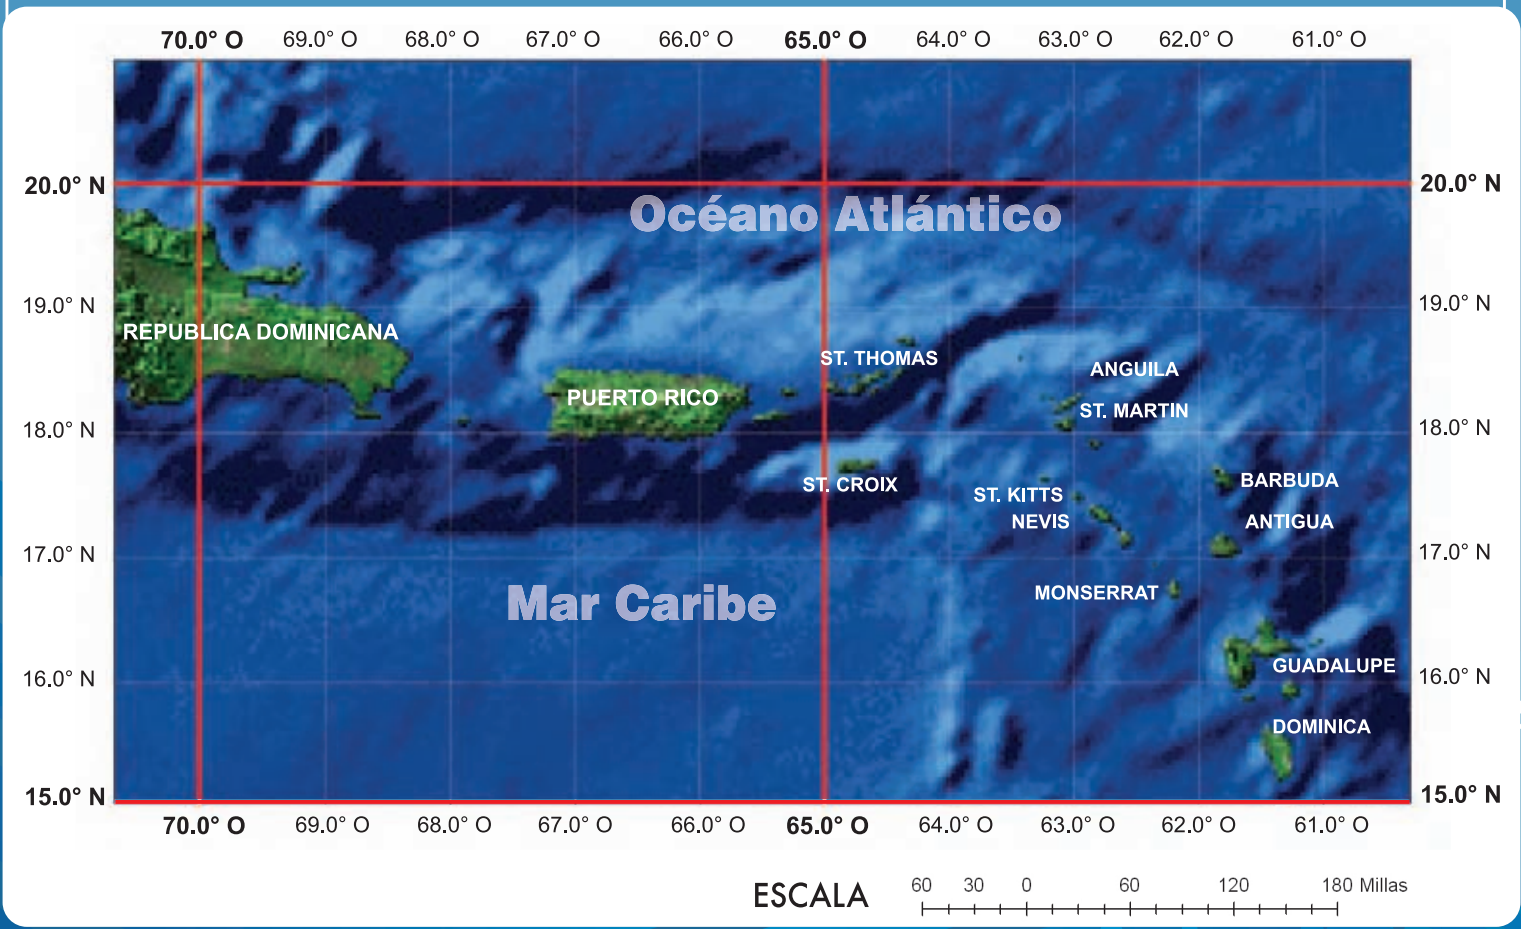 70.0° O 69.0° O 68.0° O 67.0° O 66.0° O 65.0° O 64.0° O 63.0° O 62.0° O 61.0° O
20.0° N 20.0° N
Océano Atlántico
19.0° N 19.0° N
REPUBLICA DOMINICANA
ST. THOMAS
ANGUILA
PUERTO RICO
ST. MARTIN
18.0° N 18.0° N
BARBUDA
ST. CROIX
ST. KITTS
NEVIS
ANTIGUA
17.0° N 17.0° N
MONSERRAT
Mar Caribe
GUADALUPE
16.0° N 16.0° N
DOMINICA
15.0° N 15.0° N
70.0° O 69.0° O 68.0° O 67.0° O 66.0° O 65.0° O 64.0° O 63.0° O 62.0° O 61.0° O
ESCALA
60 30 0 60 120 180 Millas